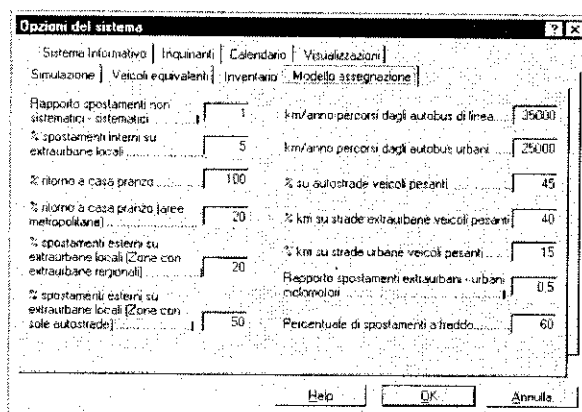 Opzioni del sistema
Sistema Informativo
Inquinanti
Calendario
Visualizzazioni
Simulazione
Veicoli equivalenti
Inventario
Modello assegnazione
Rapporto spostamenti non
sistematici - sistematici
1
% spostamenti interni su
extraurbane locali
5
% ritorno a casa pranzo
100
% ritorno a casa pranzo (aree
metropolitane)
20
% spostamenti esterni su
extraurbane locali (Zone con
extraurbane regionali)
20
% spostamenti esterni su
extraurbane locali (Zone con
sole autostrade)
50
km/anno percorsi dagli autobus di linea
35000
km/anno percorsi dagli autobus urbani
25000
% su autostrade veicoli pesanti
45
% km su strade extraurbane veicoli pesanti
40
% km su strade urbane veicoli pesanti
15
Rapporto spostamenti extraurbani - urbani
ciclomotori
0,5
Percentuale di spostamenti a freddo
60
Help
OK
Annulla